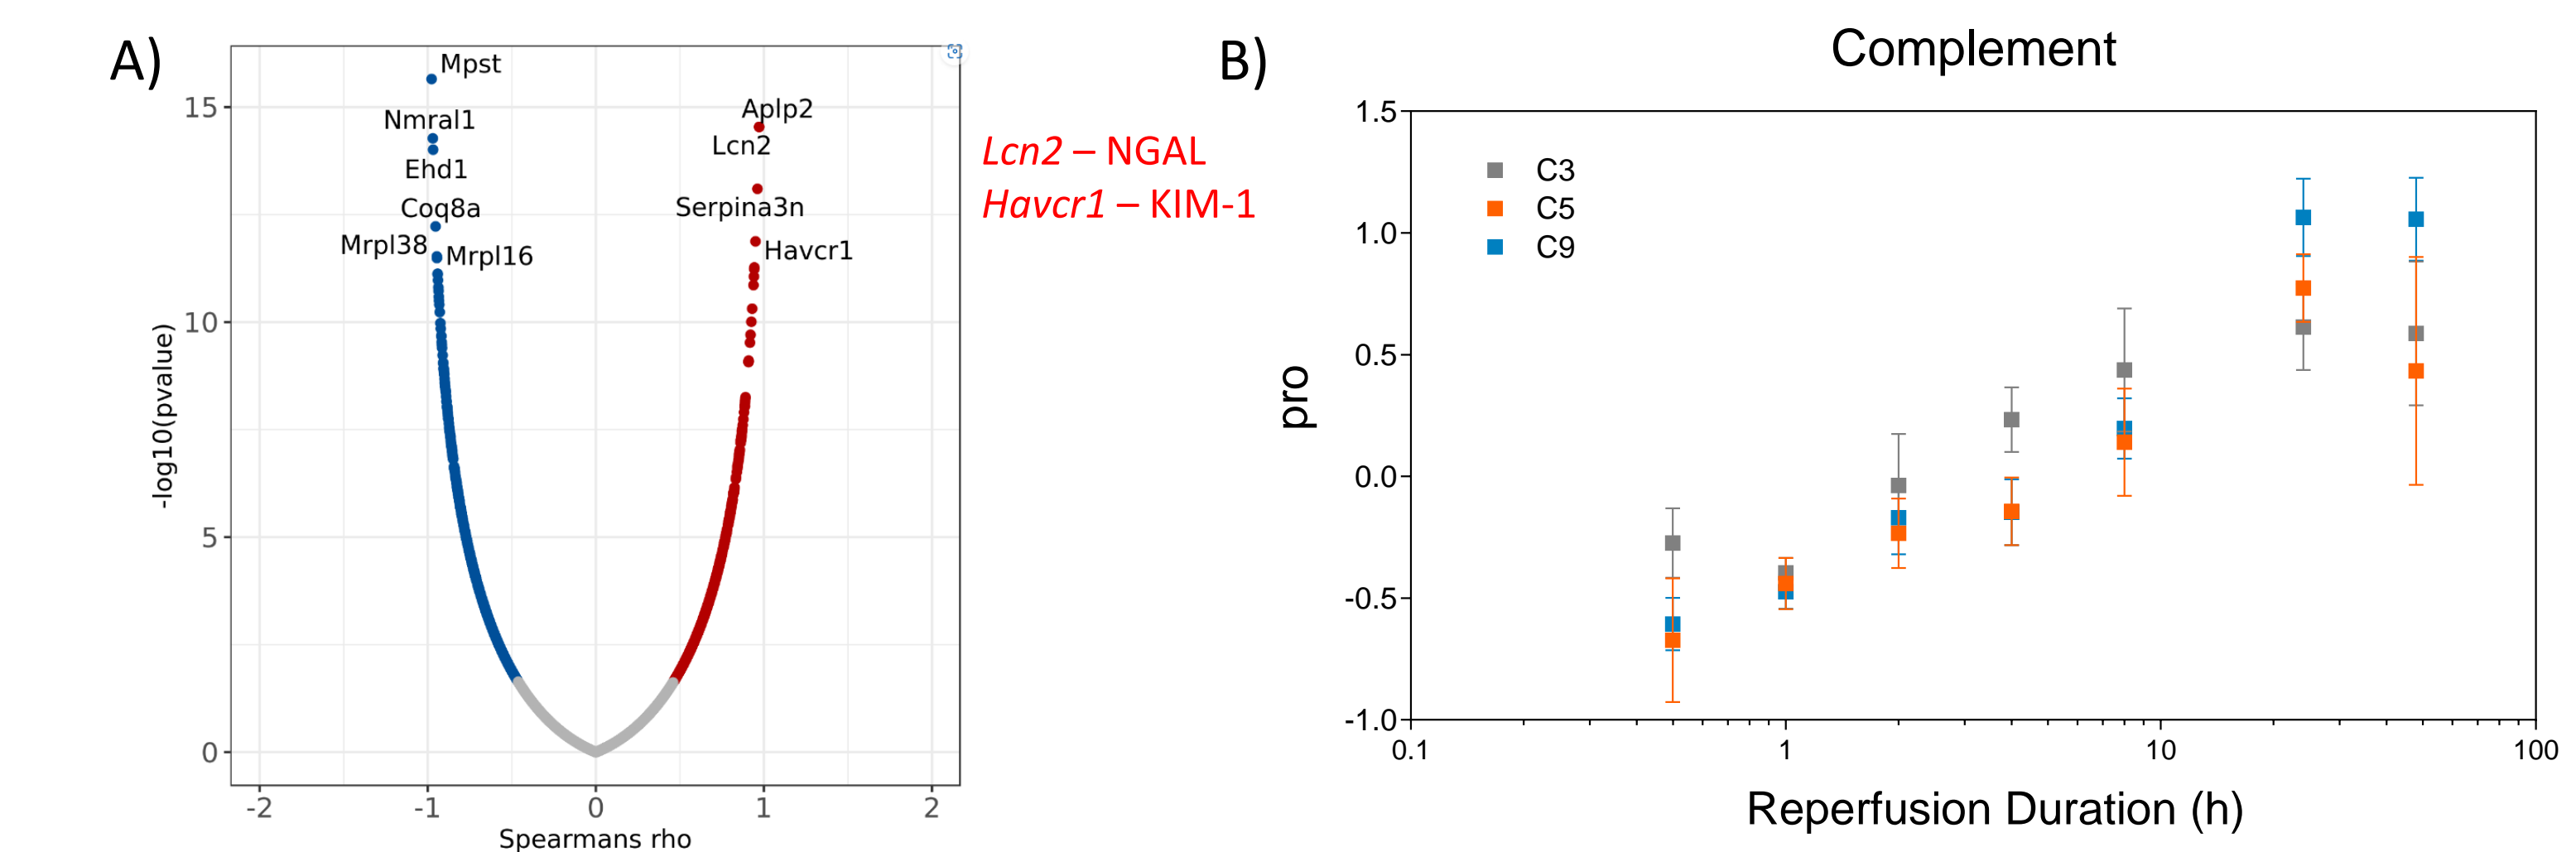 A)
Mpst
Nmral1
Ehd1
Coq8a
Mrpl38
Mrpl16
Aplp2
Lcn2
Serpina3n
Havcr1
15
10
5
0
-log10(pvalue)
-2
-1
0
1
2
Spearmans rho
Lcn2 – NGAL
Havcr1 – KIM-1
B)
Complement
C3
C5
C9
1.5
1.0
0.5
0.0
-0.5
-1.0
pro
0.1
1
10
100
Reperfusion Duration (h)